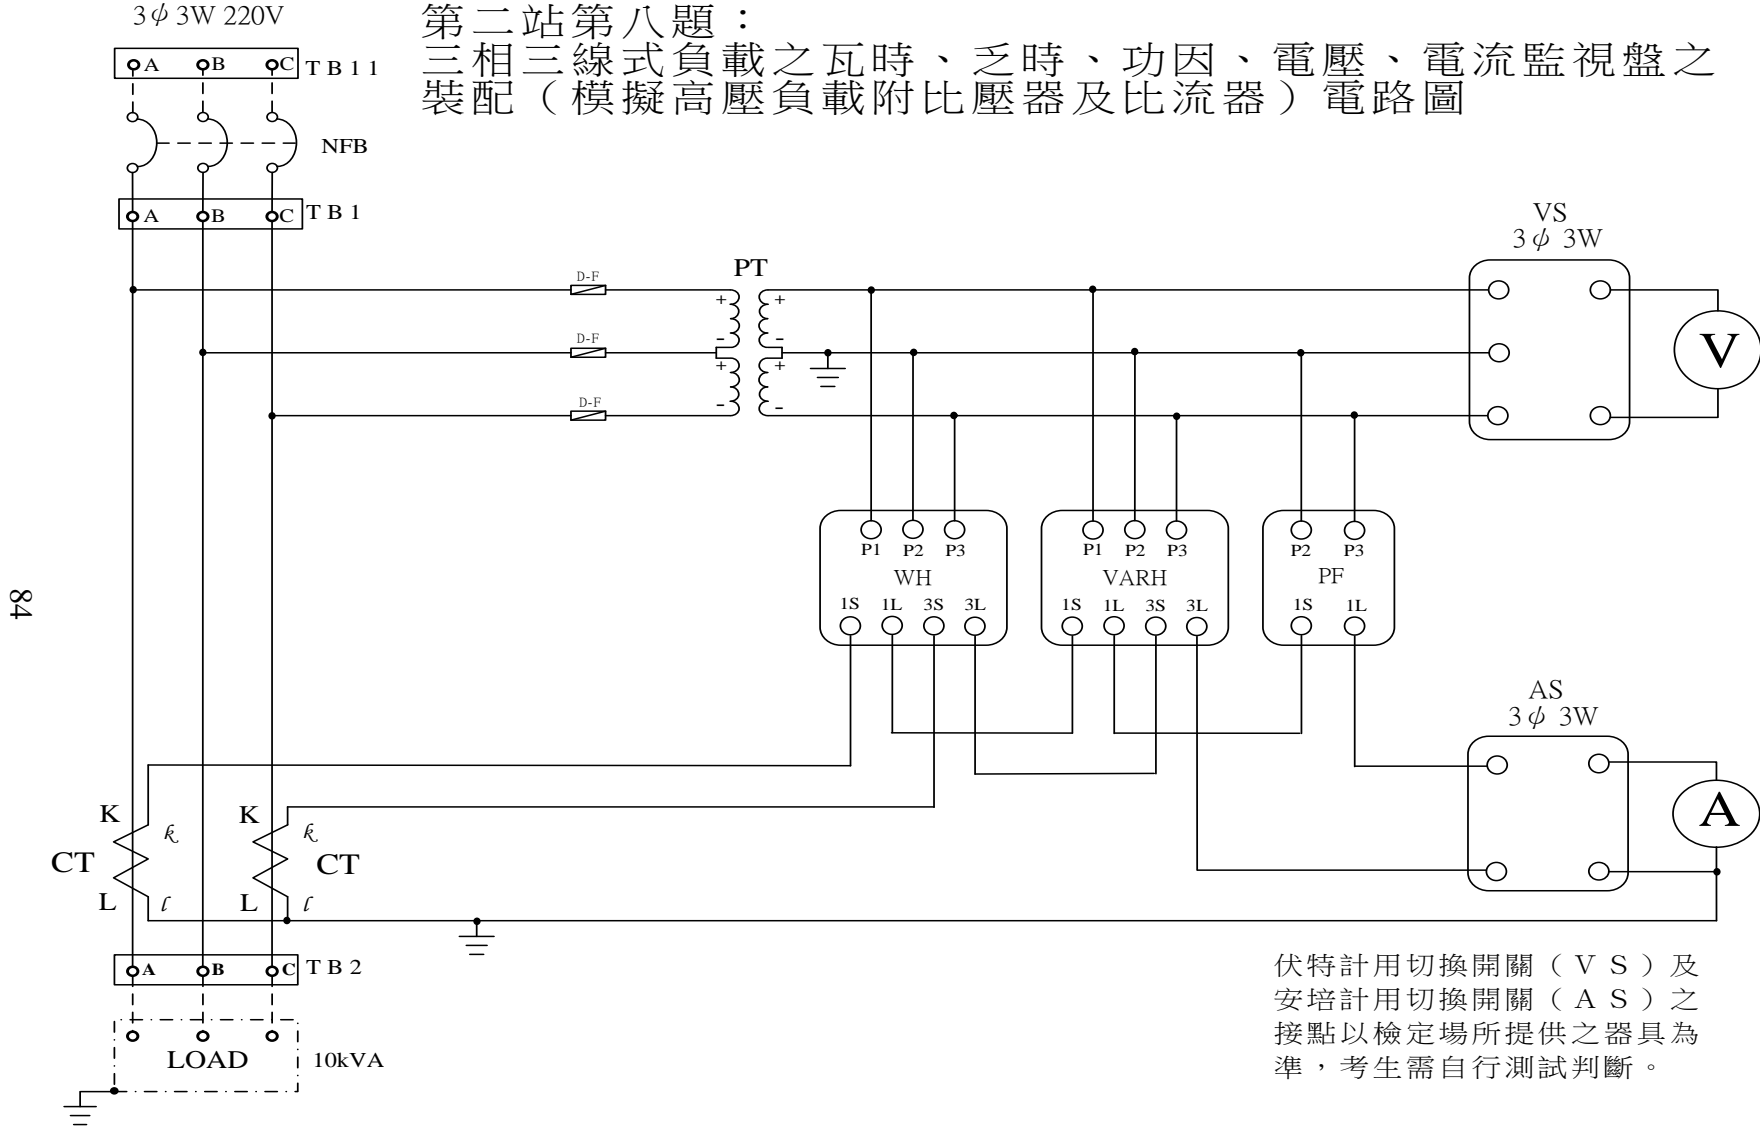 3ϕ 3W 220V
第二站第八題：
三相三線式負載之瓦時、乏時、功因、電壓、電流監視盤之
裝配（模擬高壓負載附比壓器及比流器）電路圖
A B C TB11
NFB
A B C TB1
VS
3ϕ 3W
PT
D-F
+ +
D-F
- -
+ +
D-F
- -
V
P1 P2 P3
WH
1S 1L 3S 3L
P1 P2 P3
VARH
1S 1L 3S 3L
P2 P3
PF
1S 1L
84
AS
3ϕ 3W
A
K k
CT
L l
K k
CT
L l
A B C TB2
LOAD 10kVA
伏特計用切換開關（VS）及
安培計用切換開關（AS）之
接點以檢定場所提供之器具為
準，考生需自行測試判斷。